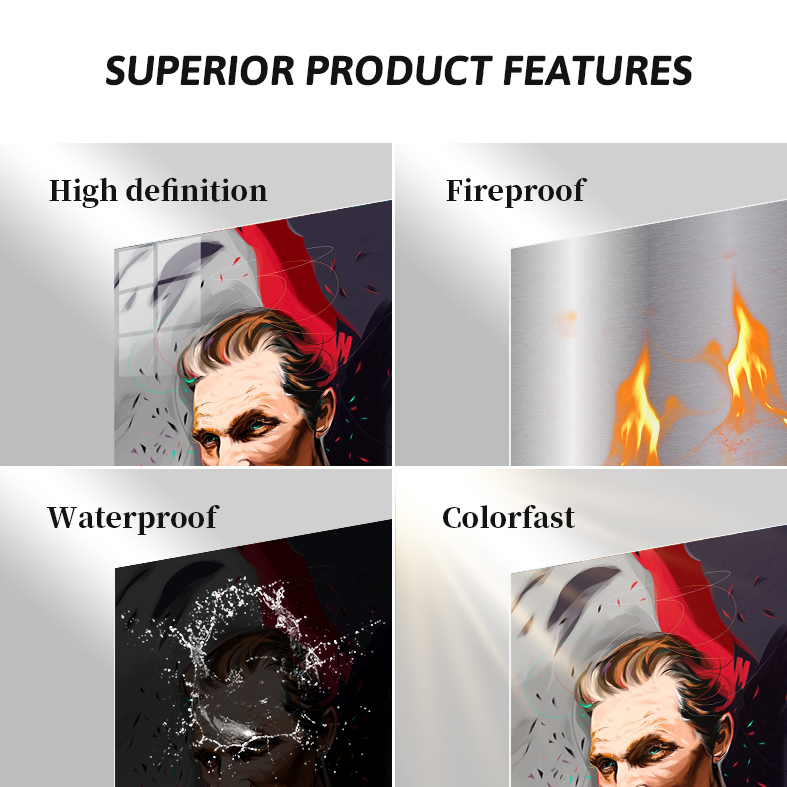 SUPERIOR PRODUCT FEATURES
High definition
Fireproof
Waterproof
Colorfast